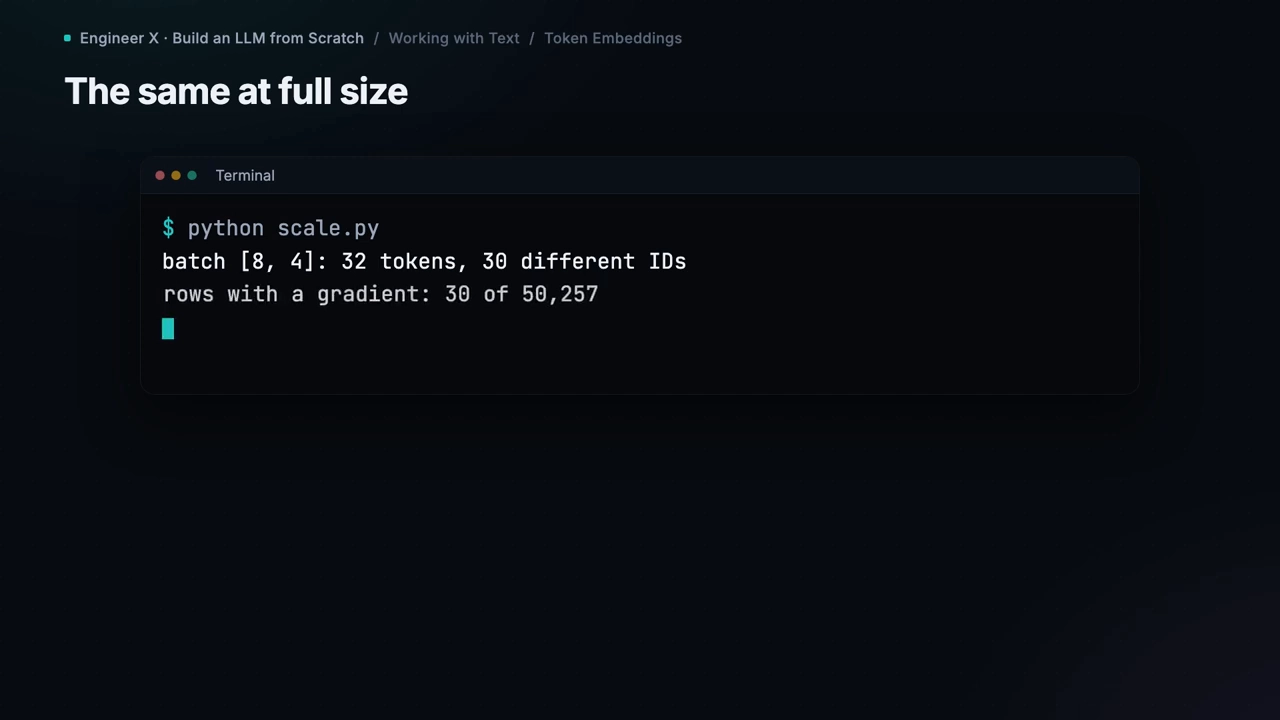 Engineer X · Build an LLM from Scratch / Working with Text / Token Embeddings
The same at full size
Terminal
$ python scale.py
batch [8, 4]: 32 tokens, 30 different IDs
rows with a gradient: 30 of 50,257